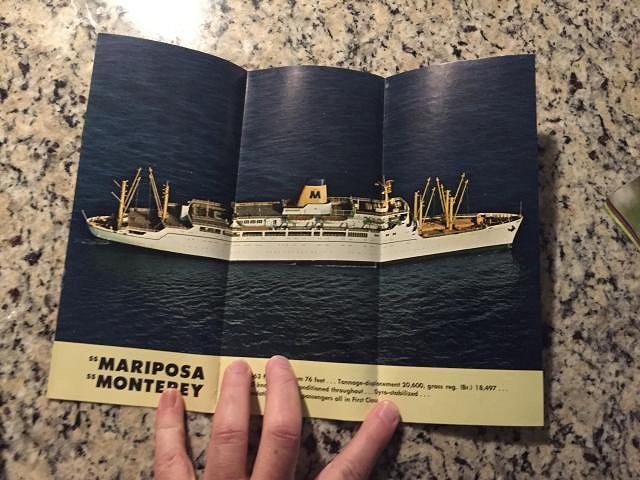 M
SS MARIPOSA
SS MONTEREY
76 feet . . . Tonnage-displacement 20,600, gross reg. (Br.) 18,497 . . .
conditioned throughout . . . Gyro-stabilized . . .
passengers all in First